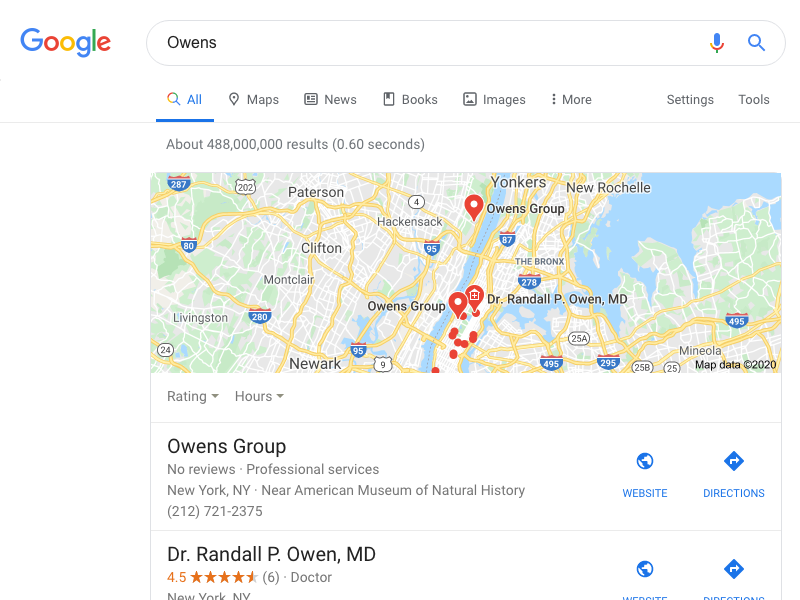 Google
Owens
All Maps News Books Images More Settings Tools
About 488,000,000 results (0.60 seconds)
287
202
Paterson
4
Yonkers
New Rochelle
Hackensack
Owens Group
80
Clifton
95
87
THE BRONX
Montclair
278
Owens Group
Dr. Randall P. Owen, MD
Livingston
280
495
24
95
25A
Newark
9
495
295
25B
25
Mineola
Map data ©2020
Rating Hours
Owens Group
No reviews · Professional services
New York, NY · Near American Museum of Natural History
(212) 721-2375
WEBSITE DIRECTIONS
Dr. Randall P. Owen, MD
4.5 ★★★★★ (6) · Doctor
New York, NY
WEBSITE DIRECTIONS